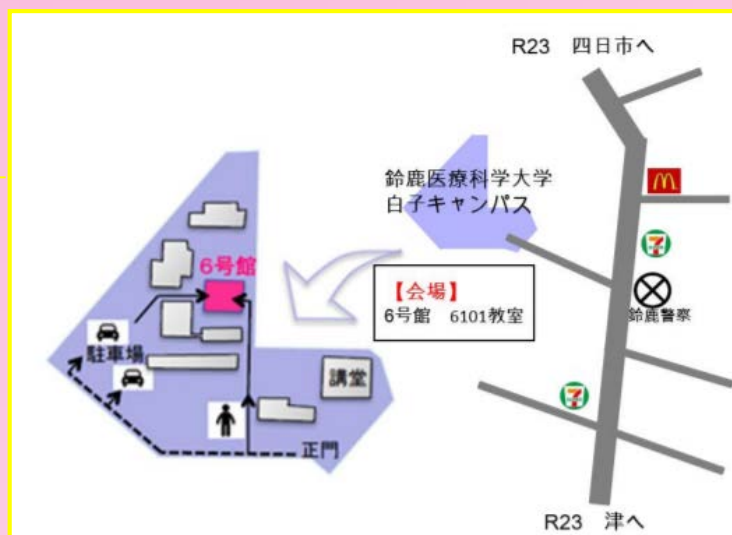 R23 四日市へ
鈴鹿医療科学大学
白子キャンパス
【会場】
6号館 6101教室
鈴鹿警察
6号館
駐車場
講堂
正門
R23 津へ